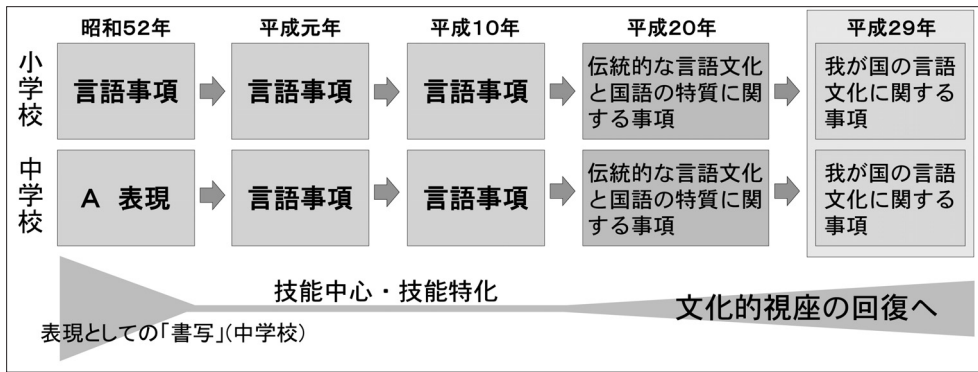 昭和52年
平成元年
平成10年
平成20年
平成29年
小学校
言語事項
言語事項
言語事項
伝統的な言語文化
と国語の特質に関
する事項
我が国の言語
文化に関する
事項
中学校
A 表現
言語事項
言語事項
伝統的な言語文化
と国語の特質に関
する事項
我が国の言語
文化に関する
事項
技能中心・技能特化
文化的視座の回復へ
表現としての「書写」(中学校)